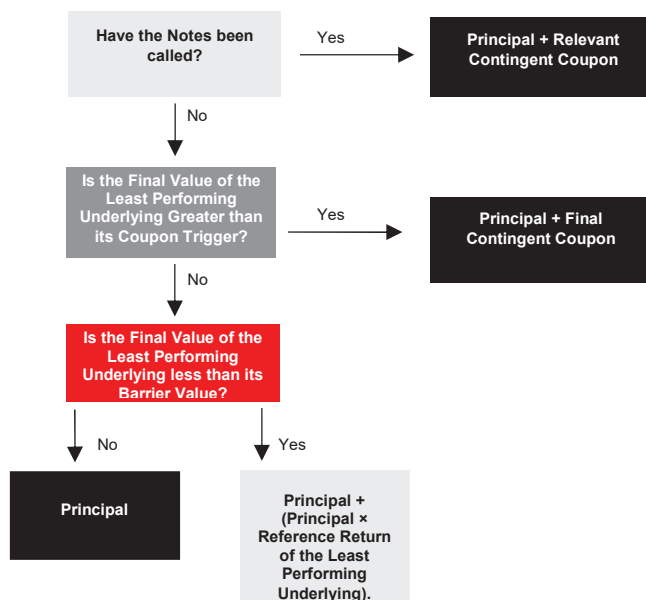 Have the Notes been
called?
Yes
Principal + Relevant
Contingent Coupon
No
Is the Final Value of the
Least Performing
Underlying Greater than
its Coupon Trigger?
Yes
Principal + Final
Contingent Coupon
No
Is the Final Value of the
Least Performing
Underlying less than its
Barrier Value?
No
Yes
Principal
Principal +
(Principal ×
Reference Return
of the Least
Performing
Underlying).